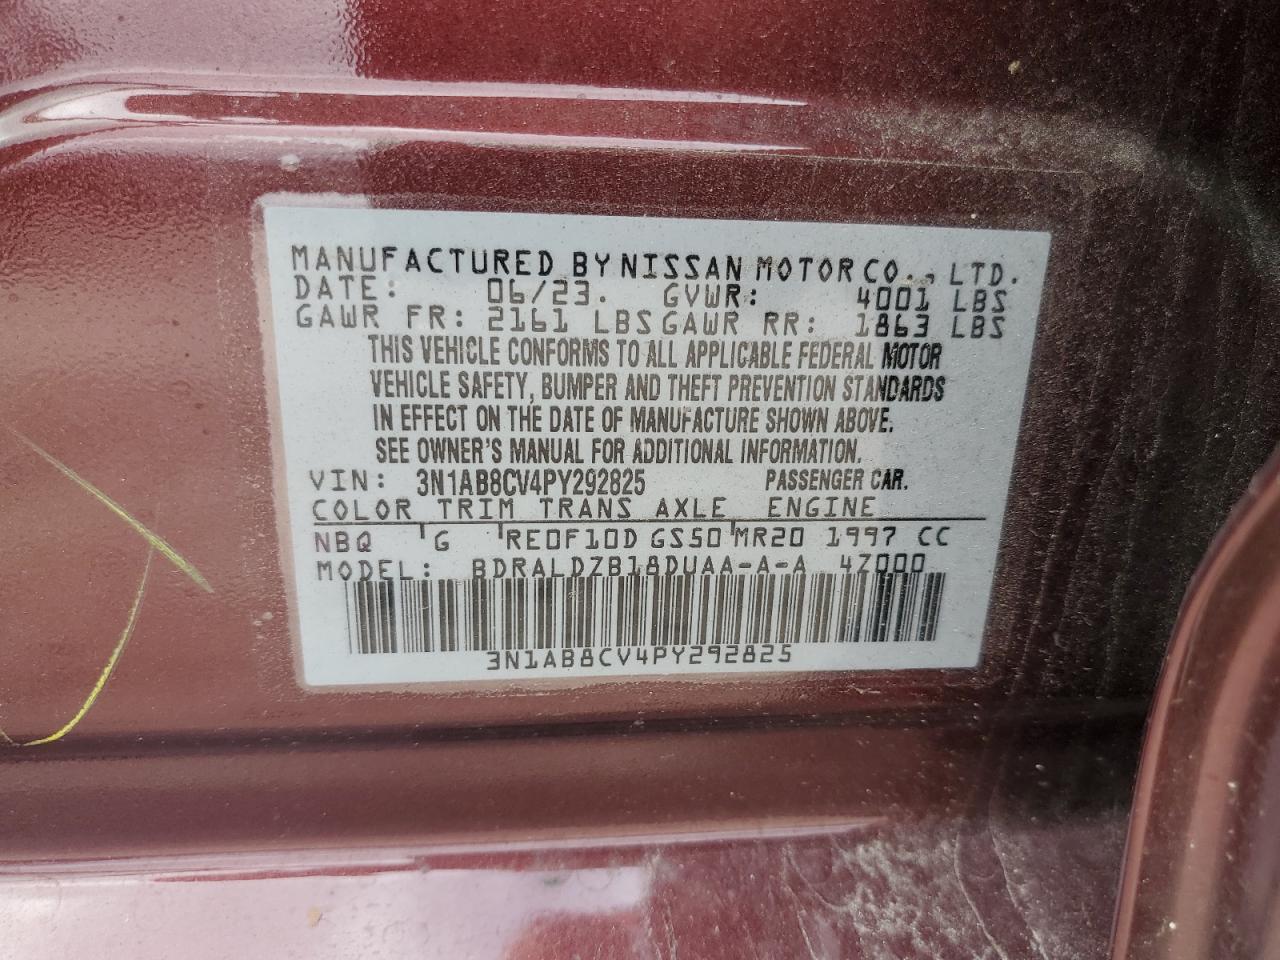 MANUFACTURED BY NISSAN MOTOR CO., LTD.
DATE: 06/23. GVWR: 4001 LBS
GAWR FR: 2161 LBS GAWR RR: 1863 LBS
THIS VEHICLE CONFORMS TO ALL APPLICABLE FEDERAL MOTOR
VEHICLE SAFETY, BUMPER AND THEFT PREVENTION STANDARDS
IN EFFECT ON THE DATE OF MANUFACTURE SHOWN ABOVE.
SEE OWNER'S MANUAL FOR ADDITIONAL INFORMATION.
VIN: 3N1AB8CV4PY292825 PASSENGER CAR.
COLOR TRIM TRANS AXLE ENGINE
NBQ G RE0F10D GS50 MR20 1997 CC
MODEL: BDRALDZB18DUAA-A-A 4Z000
3N1AB8CV4PY292825